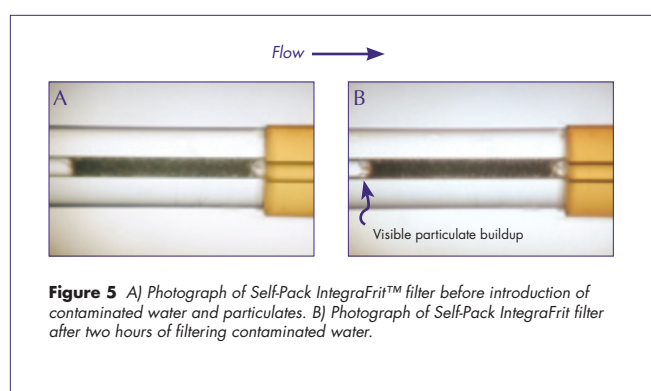 Flow
A
B
Visible particulate buildup
Figure 5 A) Photograph of Self-Pack IntegraFrit™ filter before introduction of
contaminated water and particulates. B) Photograph of Self-Pack IntegraFrit filter
after two hours of filtering contaminated water.